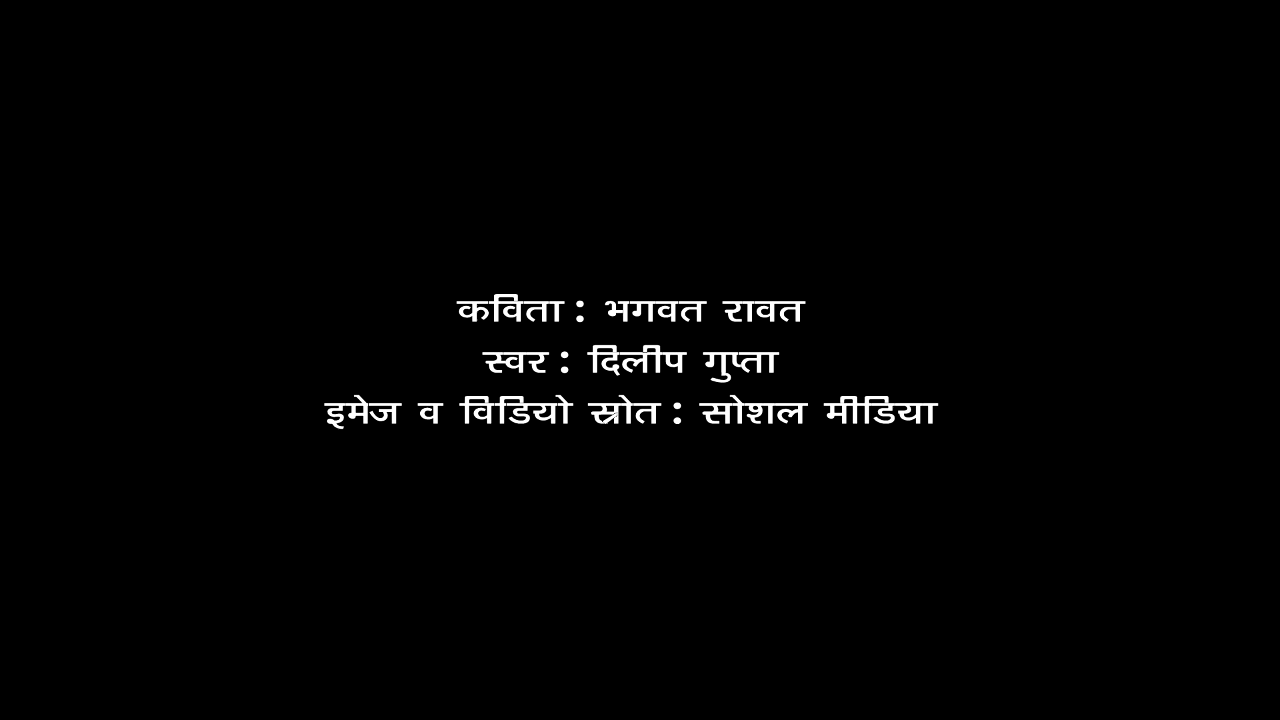 कविता : भगवत रावत
स्वर : दिलीप गुप्ता
इमेज व विडियो स्रोत : सोशल मीडिया